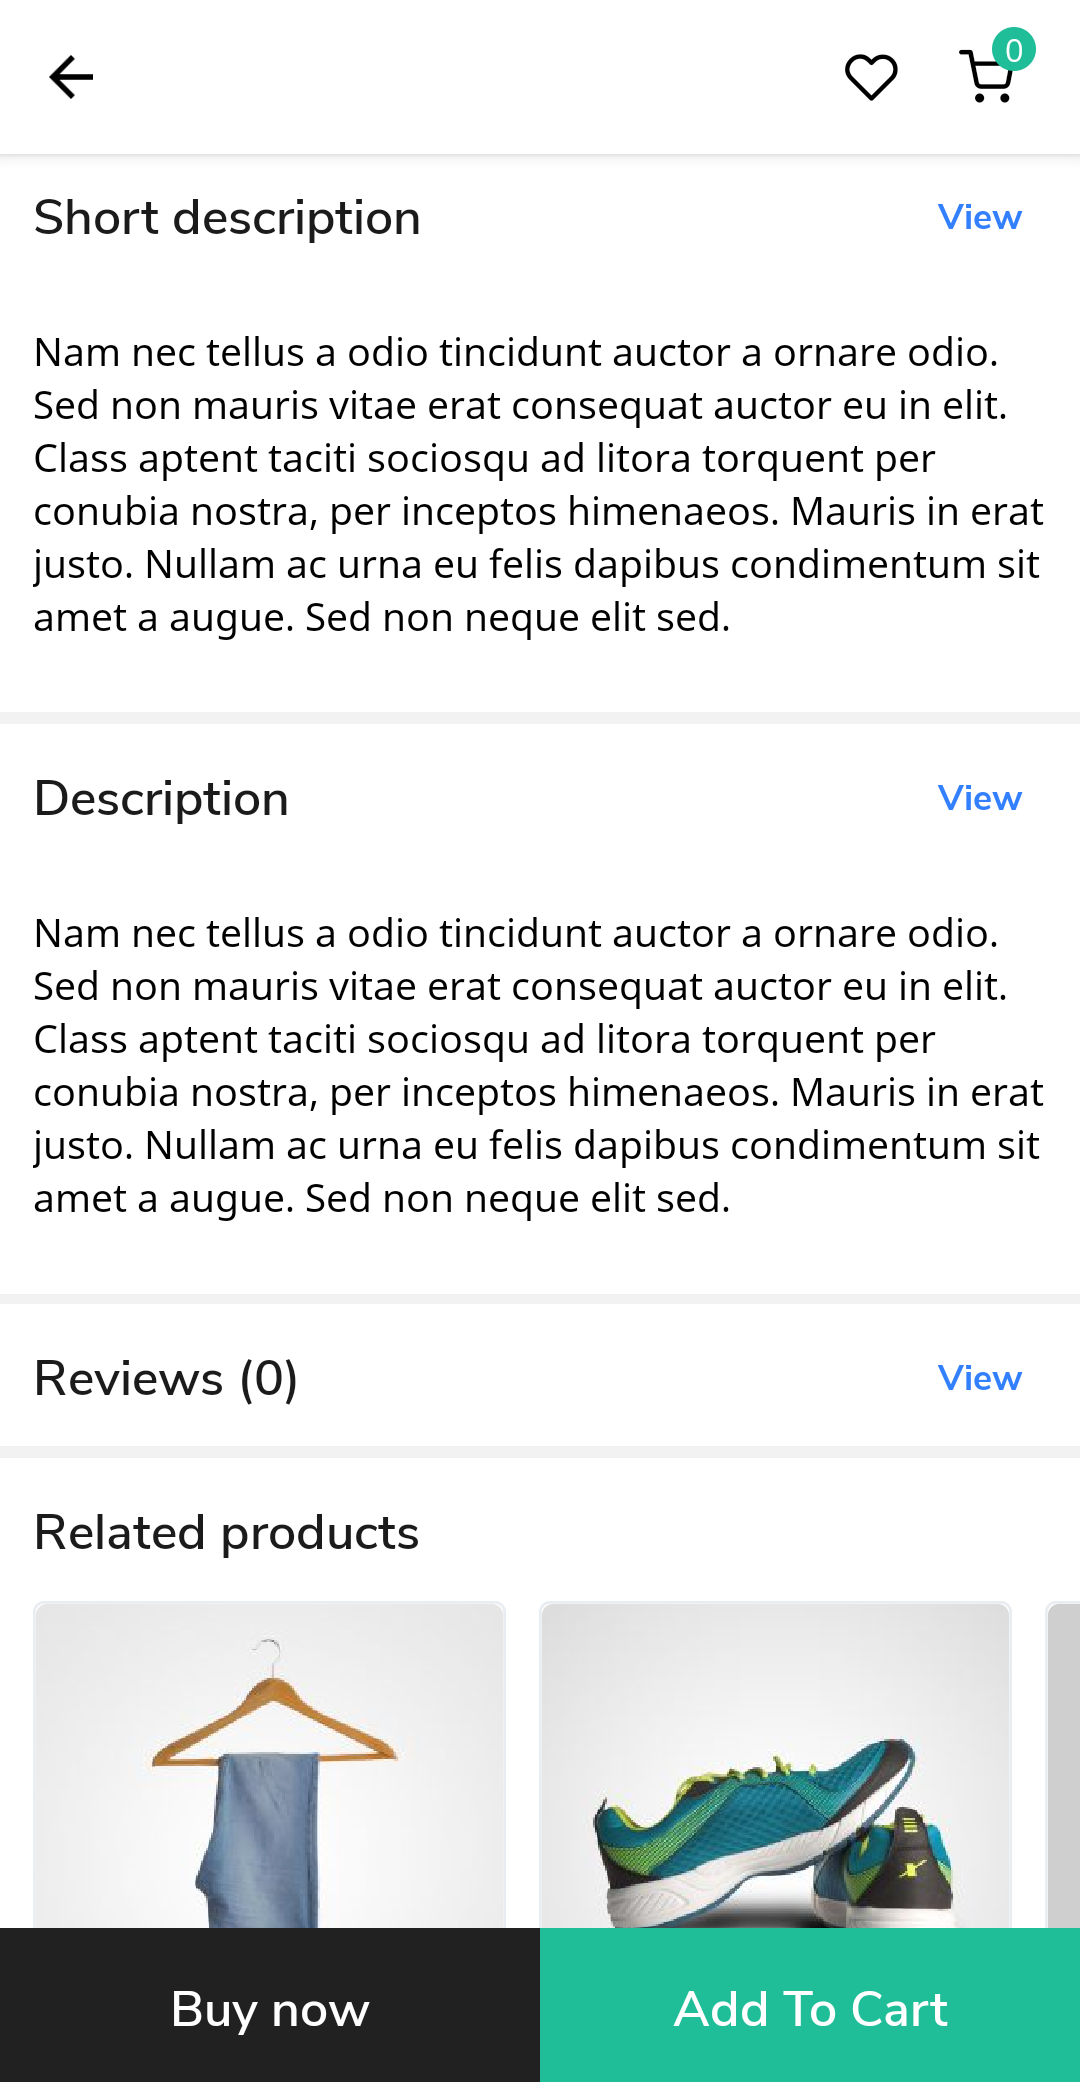 0
Short description
View
Nam nec tellus a odio tincidunt auctor a ornare odio.
Sed non mauris vitae erat consequat auctor eu in elit.
Class aptent taciti sociosqu ad litora torquent per
conubia nostra, per inceptos himenaeos. Mauris in erat
justo. Nullam ac urna eu felis dapibus condimentum sit
amet a augue. Sed non neque elit sed.
Description
View
Nam nec tellus a odio tincidunt auctor a ornare odio.
Sed non mauris vitae erat consequat auctor eu in elit.
Class aptent taciti sociosqu ad litora torquent per
conubia nostra, per inceptos himenaeos. Mauris in erat
justo. Nullam ac urna eu felis dapibus condimentum sit
amet a augue. Sed non neque elit sed.
Reviews (0)
View
Related products
Buy now
Add To Cart